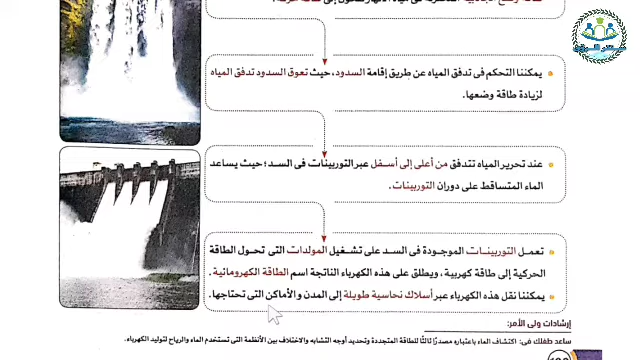 يمكننا التحكم فى تدفق المياه عن طريق إقامة السدود، حيث تعوق السدود تدفق المياه
لزيادة طاقة وضعها.
عند تحرير المياه تتدفق من أعلى إلى أسفل عبر التوربينات فى السد؛ حيث يساعد
الماء المتساقط على دوران التوربينات.
تعمل التوربينات الموجودة فى السد على تشغيل المولدات التى تحول الطاقة
الحركية إلى طاقة كهربية، ويطلق على هذه الكهرباء الناتجة اسم الطاقة الكهرومائية.
يمكننا نقل هذه الكهرباء عبر أسلاك نحاسية طويلة إلى المدن والأماكن التى تحتاجها.
إرشادات ولى الأمر:
ساعد طفلك فى: اكتشاف الماء باعتباره مصدرًا ثالثًا للطاقة المتجددة وتحديد أوجه التشابه والاختلاف بين الأنظمة التى تستخدم الماء والرياح لتوليد الكهرباء.